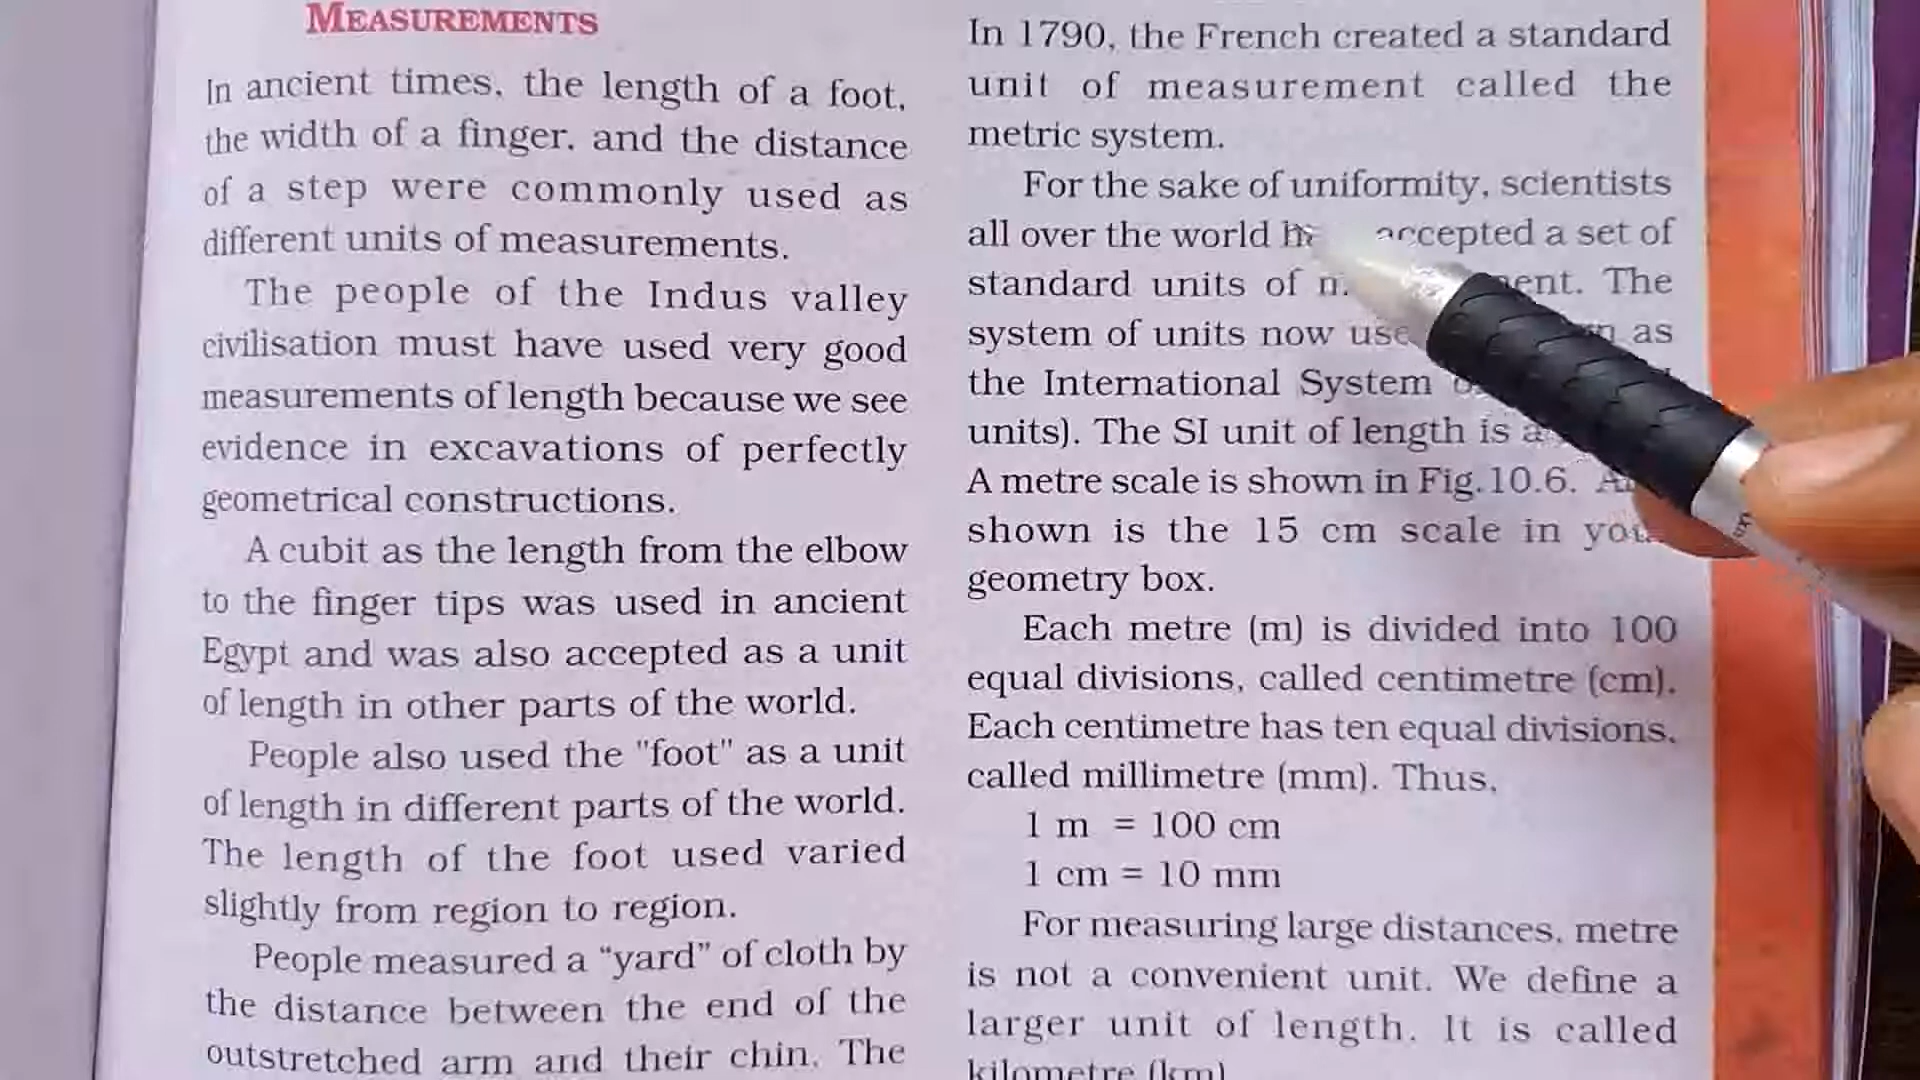 MEASUREMENTS
In ancient times, the length of a foot,
the width of a finger, and the distance
of a step were commonly used as
different units of measurements.
The people of the Indus valley
civilisation must have used very good
measurements of length because we see
evidence in excavations of perfectly
geometrical constructions.
A cubit as the length from the elbow
to the finger tips was used in ancient
Egypt and was also accepted as a unit
of length in other parts of the world.
People also used the "foot" as a unit
of length in different parts of the world.
The length of the foot used varied
slightly from region to region.
People measured a “yard” of cloth by
the distance between the end of the
outstretched arm and their chin. The
In 1790, the French created a standard
unit of measurement called the
metric system.
For the sake of uniformity, scientists
all over the world accepted a set of
standard units of The
system of units now as
the International System
units). The SI unit of length is a
A metre scale is shown in Fig.10.6.
shown is the 15 cm scale in
geometry box.
Each metre (m) is divided into 100
equal divisions, called centimetre (cm).
Each centimetre has ten equal divisions,
called millimetre (mm). Thus,
1 m = 100 cm
1 cm = 10 mm
For measuring large distances, metre
is not a convenient unit. We define a
larger unit of length. It is called
kilometre (km)